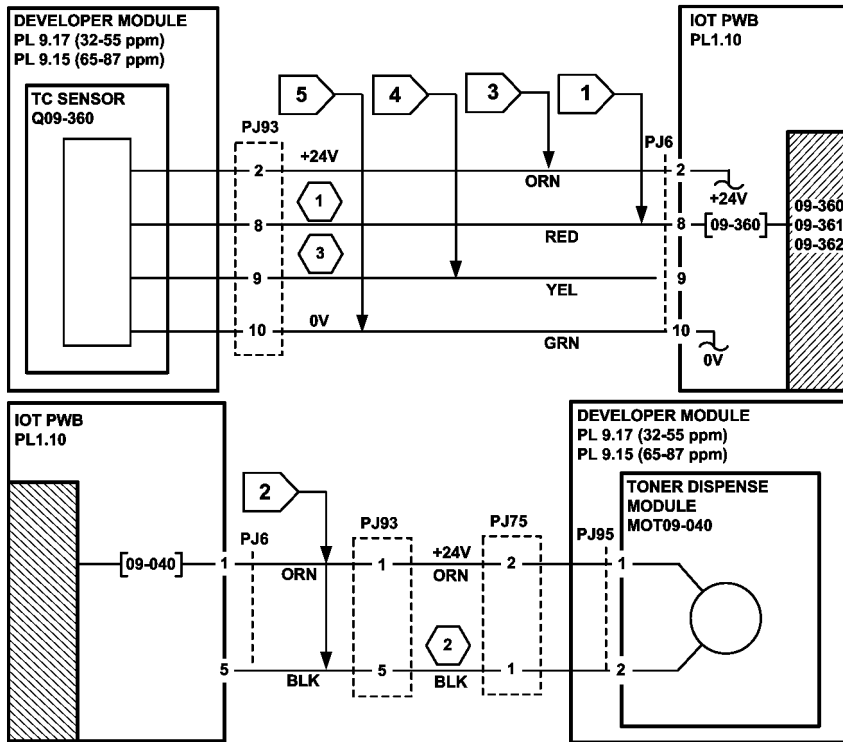 DEVELOPER MODULE
PL 9.17 (32-55 ppm)
PL 9.15 (65-87 ppm)
TC SENSOR
Q09-360
IOT PWB
PL1.10
5
4
3
1
PJ93
PJ6
2
+24V
ORN
2
+24V
1
8
RED
8
[09-360]
09-360
09-361
09-362
3
9
YEL
9
10
0V
GRN
10
0V
IOT PWB
PL1.10
DEVELOPER MODULE
PL 9.17 (32-55 ppm)
PL 9.15 (65-87 ppm)
TONER DISPENSE
MODULE
MOT09-040
2
PJ6
PJ93
PJ75
PJ95
[09-040]
1
ORN
1
+24V
ORN
2
1
2
5
BLK
5
BLK
1
2